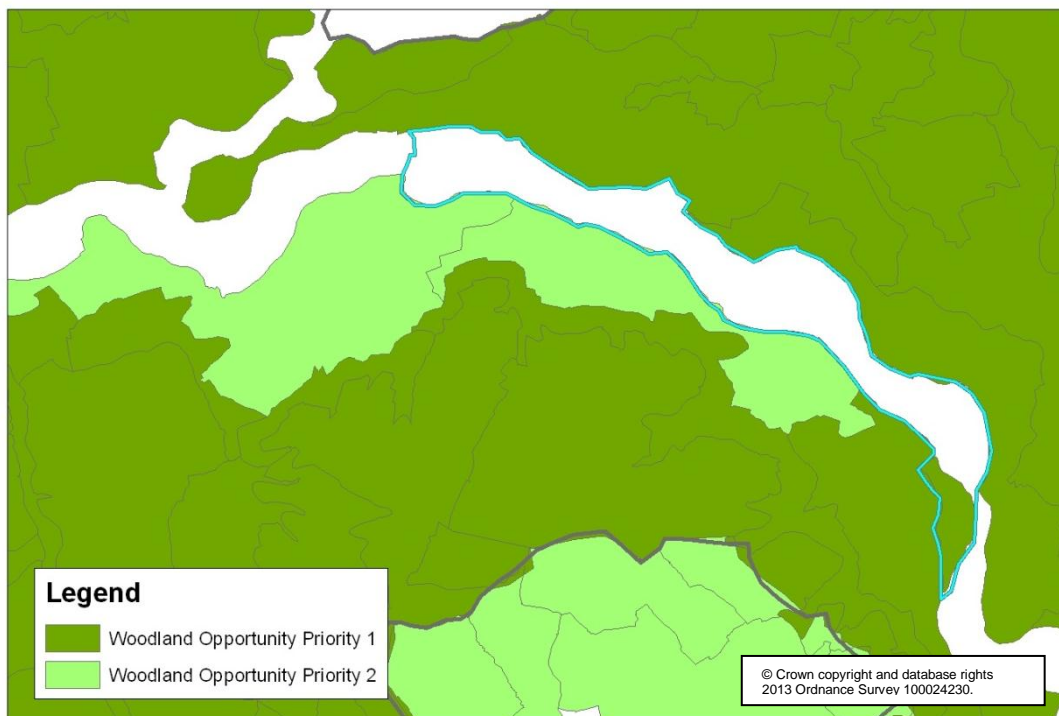 Legend
Woodland Opportunity Priority 1
Woodland Opportunity Priority 2
© Crown copyright and database rights
2013 Ordnance Survey 100024230.